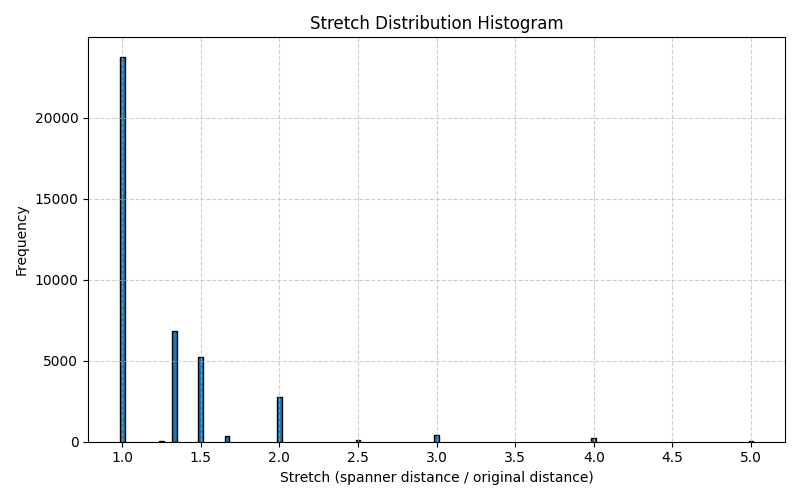 Stretch Distribution Histogram
Frequency
20000
15000
10000
5000
0
1.0 1.5 2.0 2.5 3.0 3.5 4.0 4.5 5.0
Stretch (spanner distance / original distance)